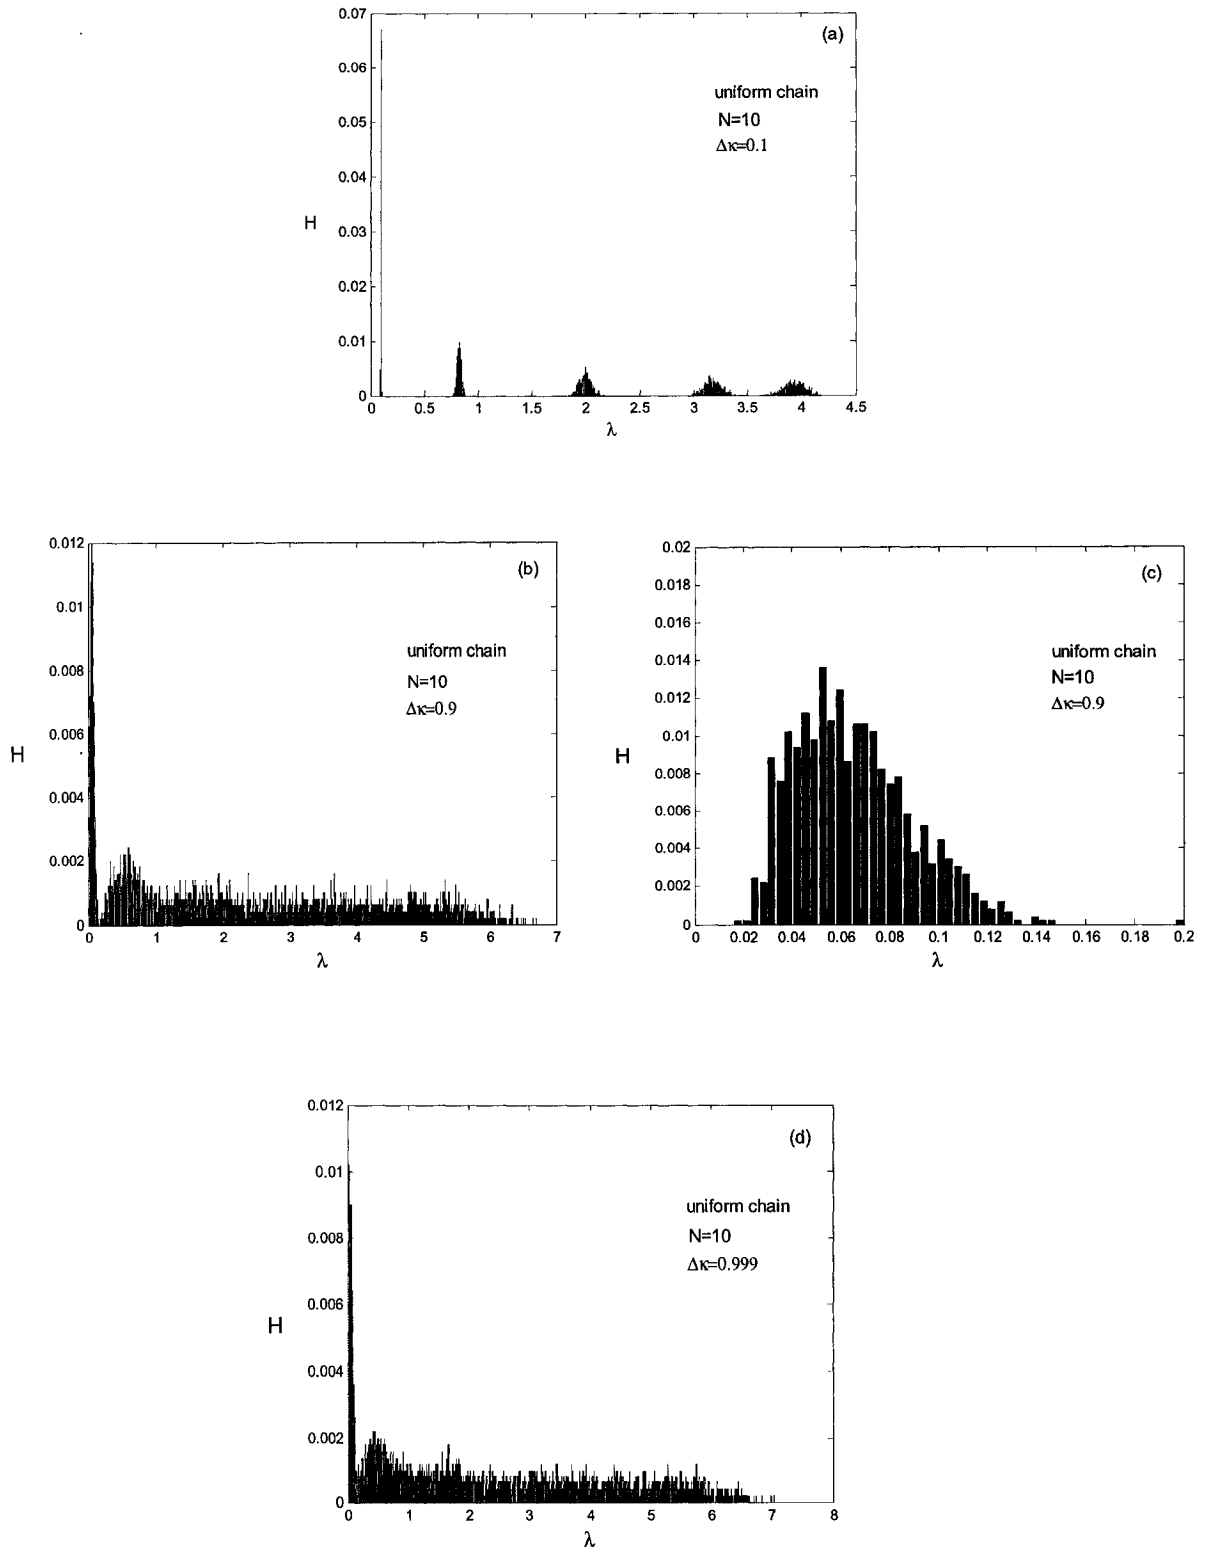 (a)
uniform chain
N=10
Δκ=0.1
H
0.07
0.06
0.05
0.04
0.03
0.02
0.01
0
0 0.5 1 1.5 2 2.5 3 3.5 4 4.5
λ
(b)
uniform chain
N=10
Δκ=0.9
H
0.012
0.01
0.008
0.006
0.004
0.002
0
0 1 2 3 4 5 6 7
λ
(c)
uniform chain
N=10
Δκ=0.9
H
0.02
0.018
0.016
0.014
0.012
0.01
0.008
0.006
0.004
0.002
0
0 0.02 0.04 0.06 0.08 0.1 0.12 0.14 0.16 0.18 0.2
λ
(d)
uniform chain
N=10
Δκ=0.999
H
0.012
0.01
0.008
0.006
0.004
0.002
0
0 1 2 3 4 5 6 7 8
λ